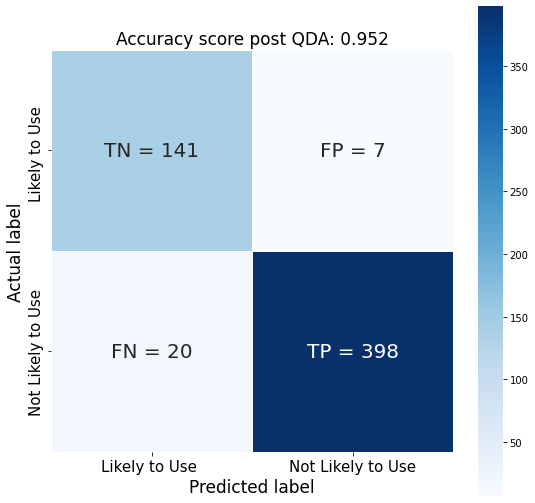 Accuracy score post QDA: 0.952
Actual label
Likely to Use
Not Likely to Use
TN = 141
FP = 7
FN = 20
TP = 398
Likely to Use
Not Likely to Use
Predicted label
350
300
250
200
150
100
50